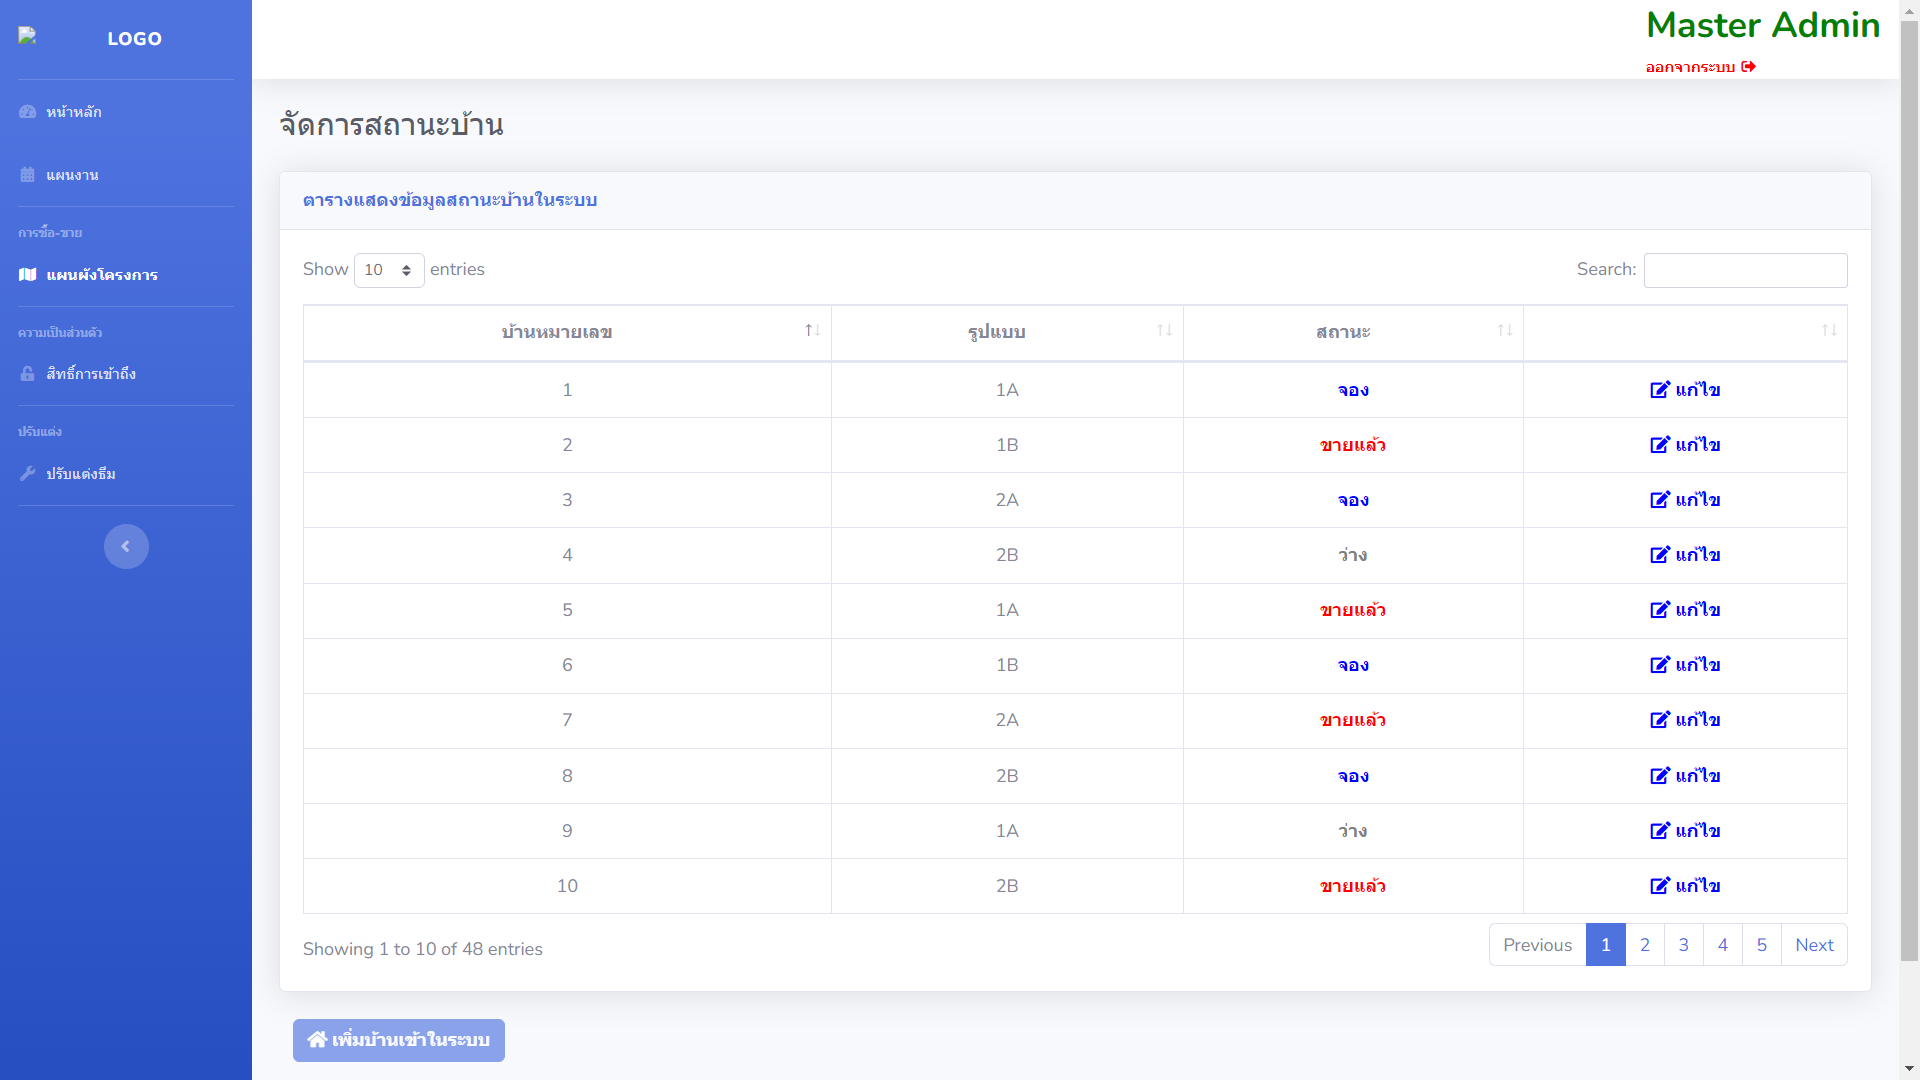 LOGO
หน้าหลัก
แผนงาน
การซื้อ-ขาย
แผนผังโครงการ
ความเป็นส่วนตัว
สิทธิ์การเข้าถึง
ปรับแต่ง
ปรับแต่งธีม
Master Admin
ออกจากระบบ
จัดการสถานะบ้าน
ตารางแสดงข้อมูลสถานะบ้านในระบบ
Show 10 entries
Search:
บ้านหมายเลข รูปแบบ สถานะ
1 1A จอง แก้ไข
2 1B ขายแล้ว แก้ไข
3 2A จอง แก้ไข
4 2B ว่าง แก้ไข
5 1A ขายแล้ว แก้ไข
6 1B จอง แก้ไข
7 2A ขายแล้ว แก้ไข
8 2B จอง แก้ไข
9 1A ว่าง แก้ไข
10 2B ขายแล้ว แก้ไข
Showing 1 to 10 of 48 entries
Previous 1 2 3 4 5 Next
เพิ่มบ้านเข้าในระบบ